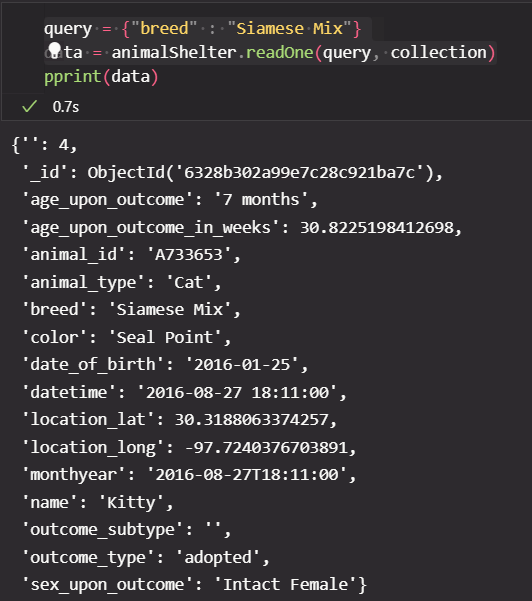 query = {"breed" : "Siamese Mix"}
data = animalShelter.readOne(query, collection)
pprint(data)
✓ 0.7s
{'': 4,
 '_id': ObjectId('6328b302a99e7c28c921ba7c'),
 'age_upon_outcome': '7 months',
 'age_upon_outcome_in_weeks': 30.8225198412698,
 'animal_id': 'A733653',
 'animal_type': 'Cat',
 'breed': 'Siamese Mix',
 'color': 'Seal Point',
 'date_of_birth': '2016-01-25',
 'datetime': '2016-08-27 18:11:00',
 'location_lat': 30.3188063374257,
 'location_long': -97.7240376703891,
 'monthyear': '2016-08-27T18:11:00',
 'name': 'Kitty',
 'outcome_subtype': '',
 'outcome_type': 'adopted',
 'sex_upon_outcome': 'Intact Female'}